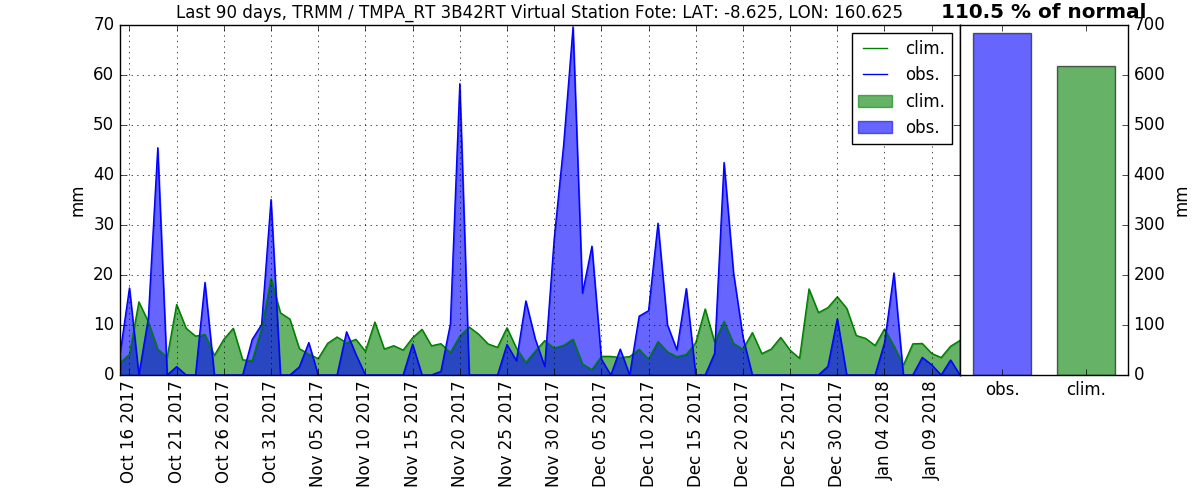 Last 90 days, TRMM / TMPA_RT 3B42RT Virtual Station Fote: LAT: -8.625, LON: 160.625
110.5 % of normal
70
60
50
40
30
20
10
0
mm
clim.
obs.
clim.
obs.
700
600
500
400
300
200
100
0
mm
obs.
clim.
Oct 16 2017
Oct 21 2017
Oct 26 2017
Oct 31 2017
Nov 05 2017
Nov 10 2017
Nov 15 2017
Nov 20 2017
Nov 25 2017
Nov 30 2017
Dec 05 2017
Dec 10 2017
Dec 15 2017
Dec 20 2017
Dec 25 2017
Dec 30 2017
Jan 04 2018
Jan 09 2018